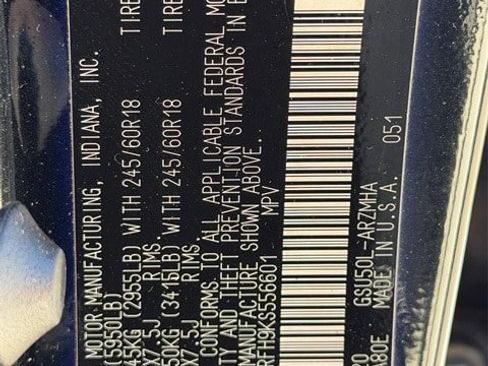 MOTOR MANUFACTURING, INDIANA, INC.
(5950LB) TIRE
45KG (2955LB) WITH 245/60R18
X7.5J RIMS TIRE
50KG (3415LB) WITH 245/60R18
X7.5J RIMS
CONFORMS TO ALL APPLICABLE FEDERAL MO
TY AND THEFT PREVENTION STANDARDS IN E
MANUFACTURE SHOWN ABOVE.
RFH9KS556601 MPV
GSU50L-ARZMHA 051
A80E MADE IN U.S.A.